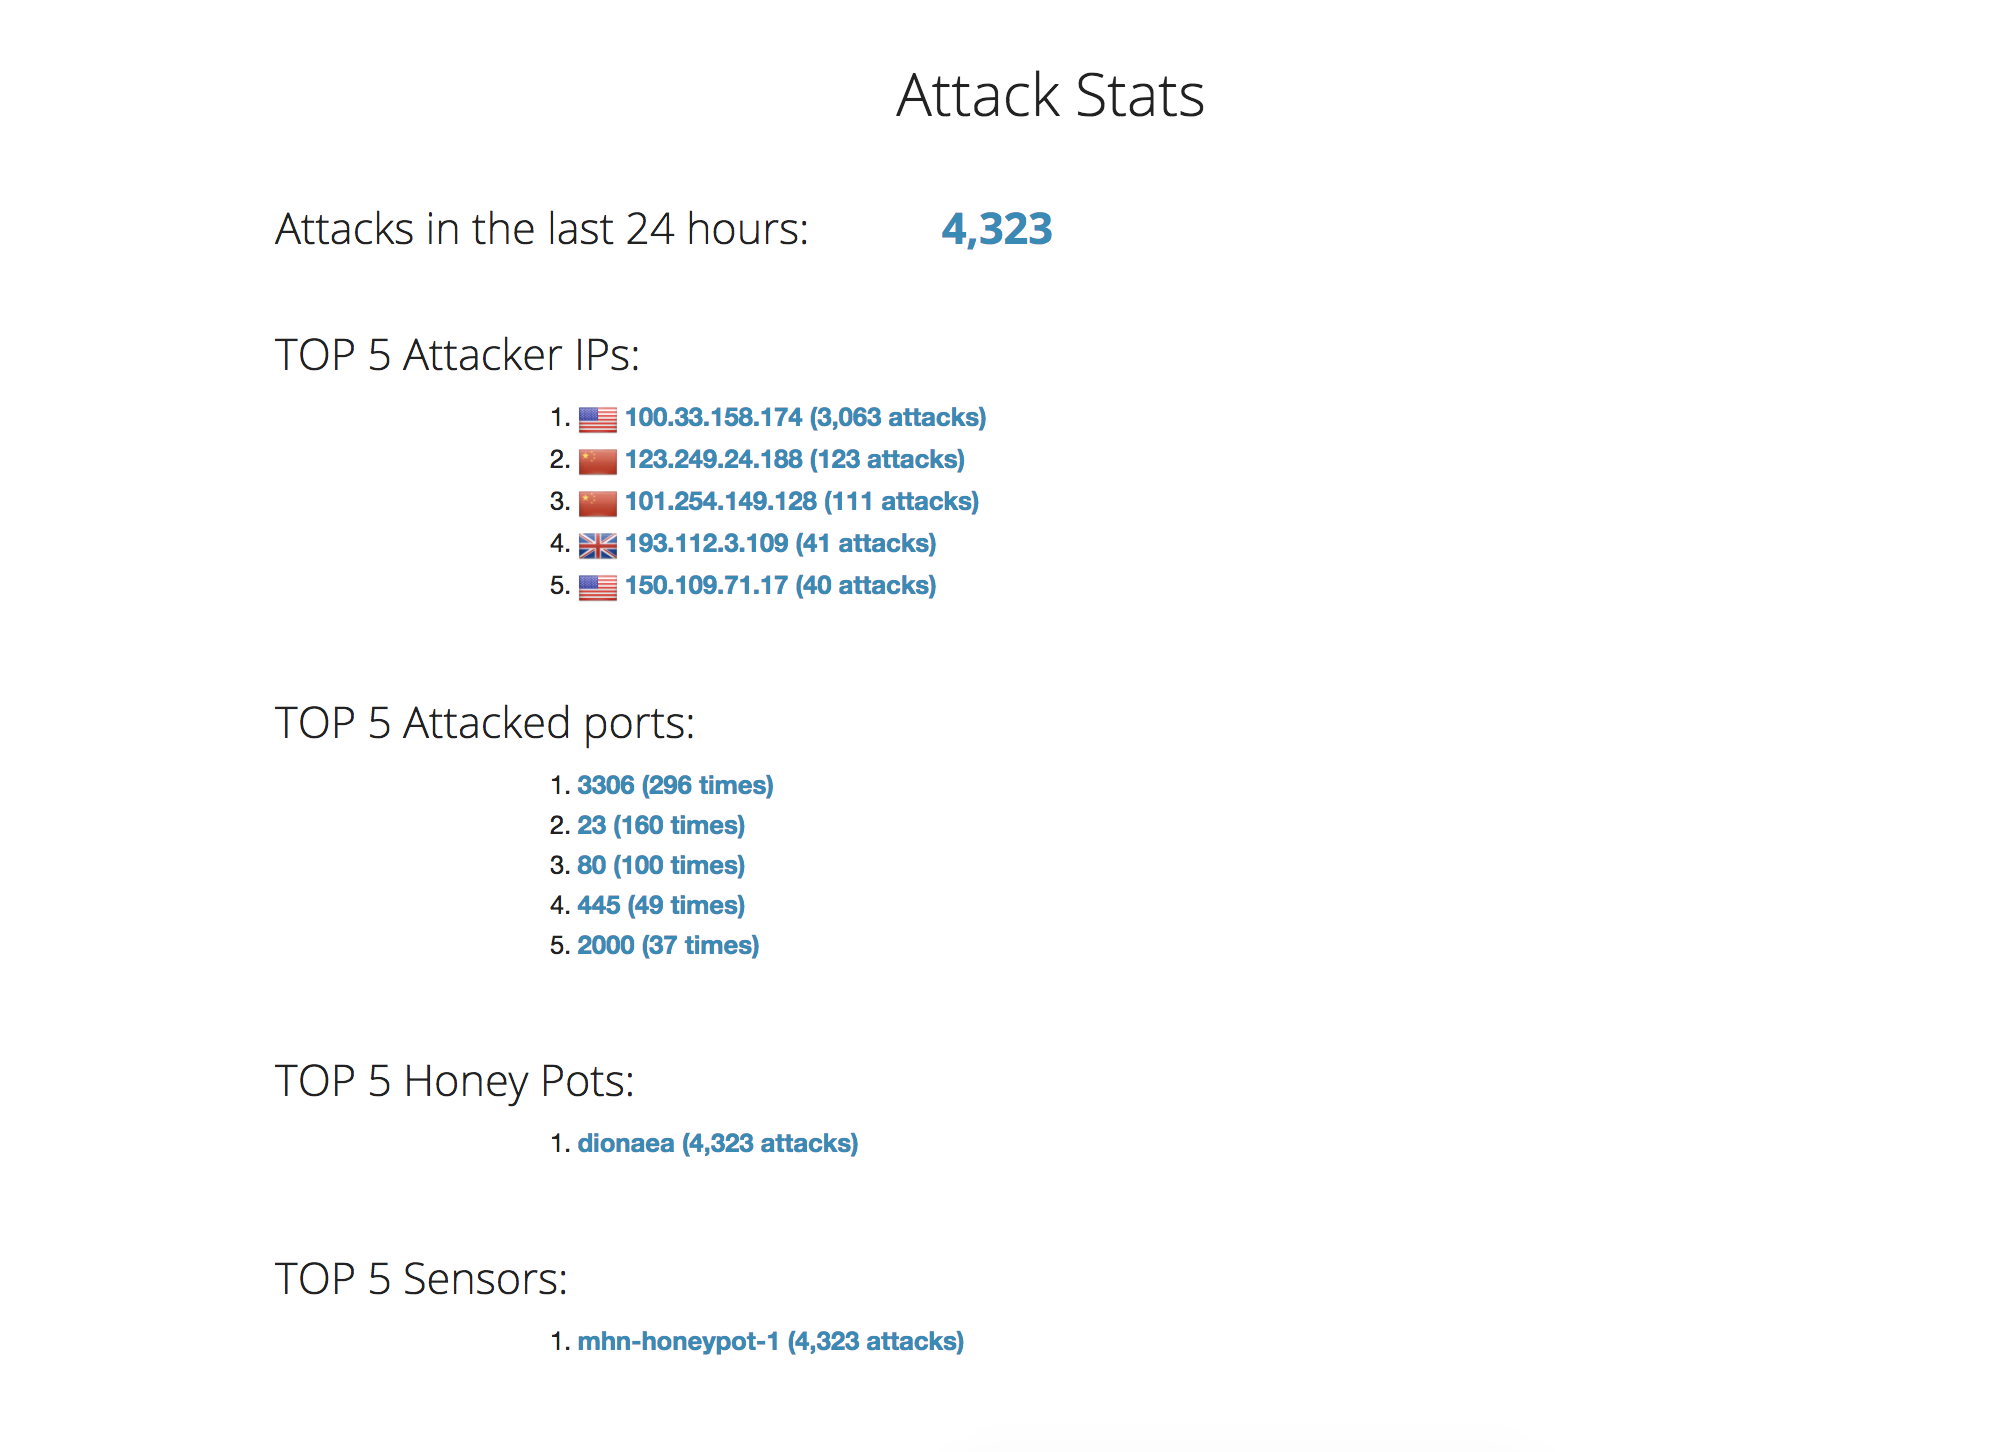 Attack Stats
Attacks in the last 24 hours: 4,323
TOP 5 Attacker IPs:
1. 100.33.158.174 (3,063 attacks)
2. 123.249.24.188 (123 attacks)
3. 101.254.149.128 (111 attacks)
4. 193.112.3.109 (41 attacks)
5. 150.109.71.17 (40 attacks)
TOP 5 Attacked ports:
1. 3306 (296 times)
2. 23 (160 times)
3. 80 (100 times)
4. 445 (49 times)
5. 2000 (37 times)
TOP 5 Honey Pots:
1. dionaea (4,323 attacks)
TOP 5 Sensors:
1. mhn-honeypot-1 (4,323 attacks)